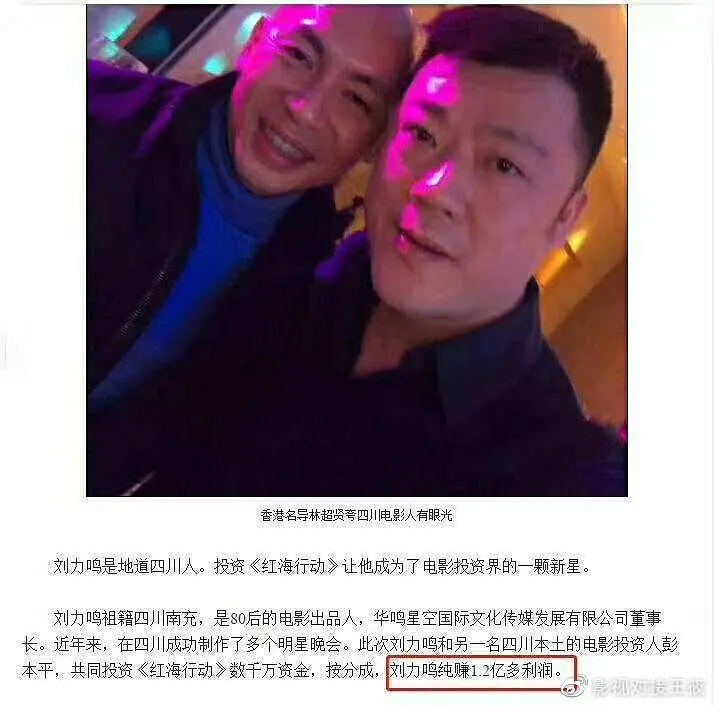 香港名导林超贤夸四川电影人有眼光
刘力鸣是地道四川人。投资《红海行动》让他成为了电影投资界的一颗新星。
刘力鸣祖籍四川南充，是80后的电影出品人，华鸣星空国际文化传媒发展有限公司董事
长。近年来，在四川成功制作了多个明星晚会。此次刘力鸣和另一名四川本土的电影投资人彭
本平，共同投资《红海行动》数千万资金，按分成，刘力鸣纯赚1.2亿多利润。
影视对接王筱